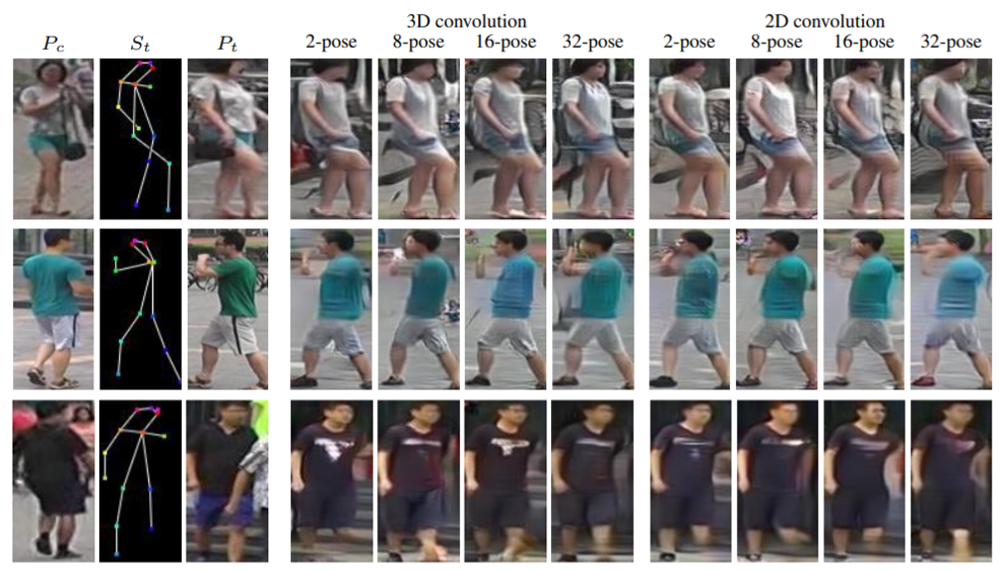 3D convolution 2D convolution
P_c S_t P_t 2-pose 8-pose 16-pose 32-pose 2-pose 8-pose 16-pose 32-pose